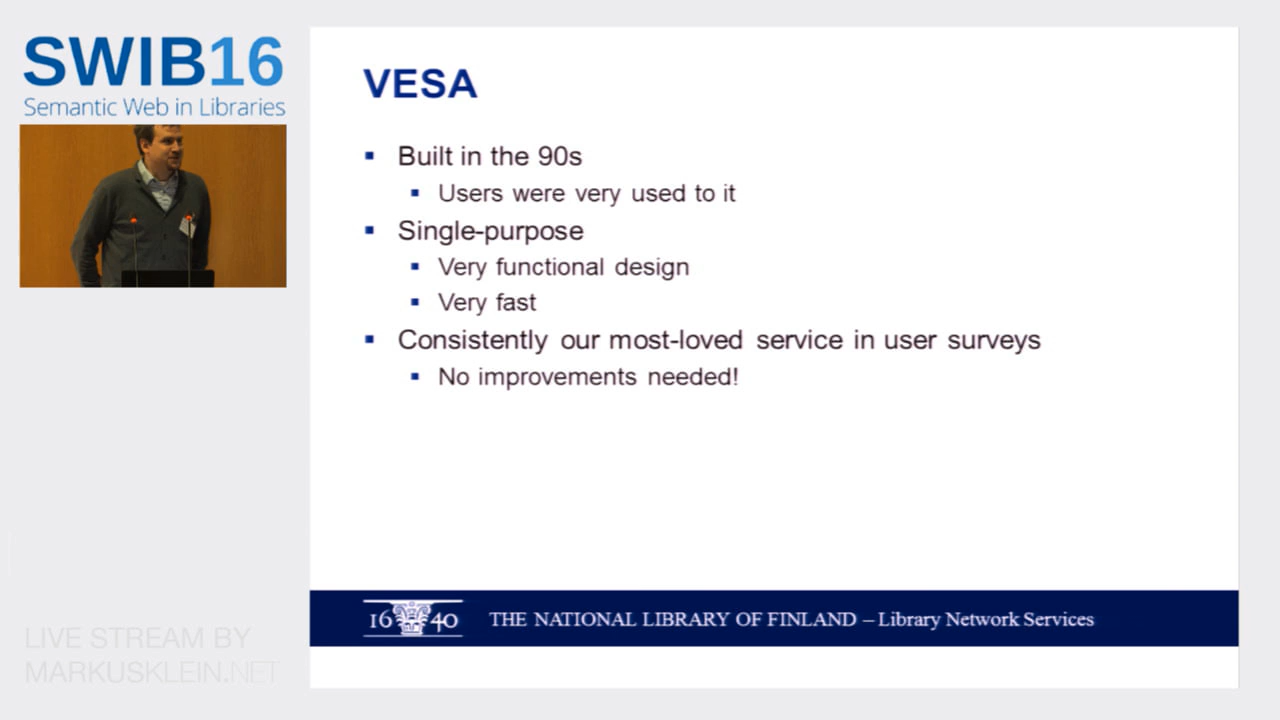 SWIB16
Semantic Web in Libraries
VESA
Built in the 90s
Users were very used to it
Single-purpose
Very functional design
Very fast
Consistently our most-loved service in user surveys
No improvements needed!
1640
THE NATIONAL LIBRARY OF FINLAND – Library Network Services
LIVE STREAM BY
MARKUSKLEIN.NET